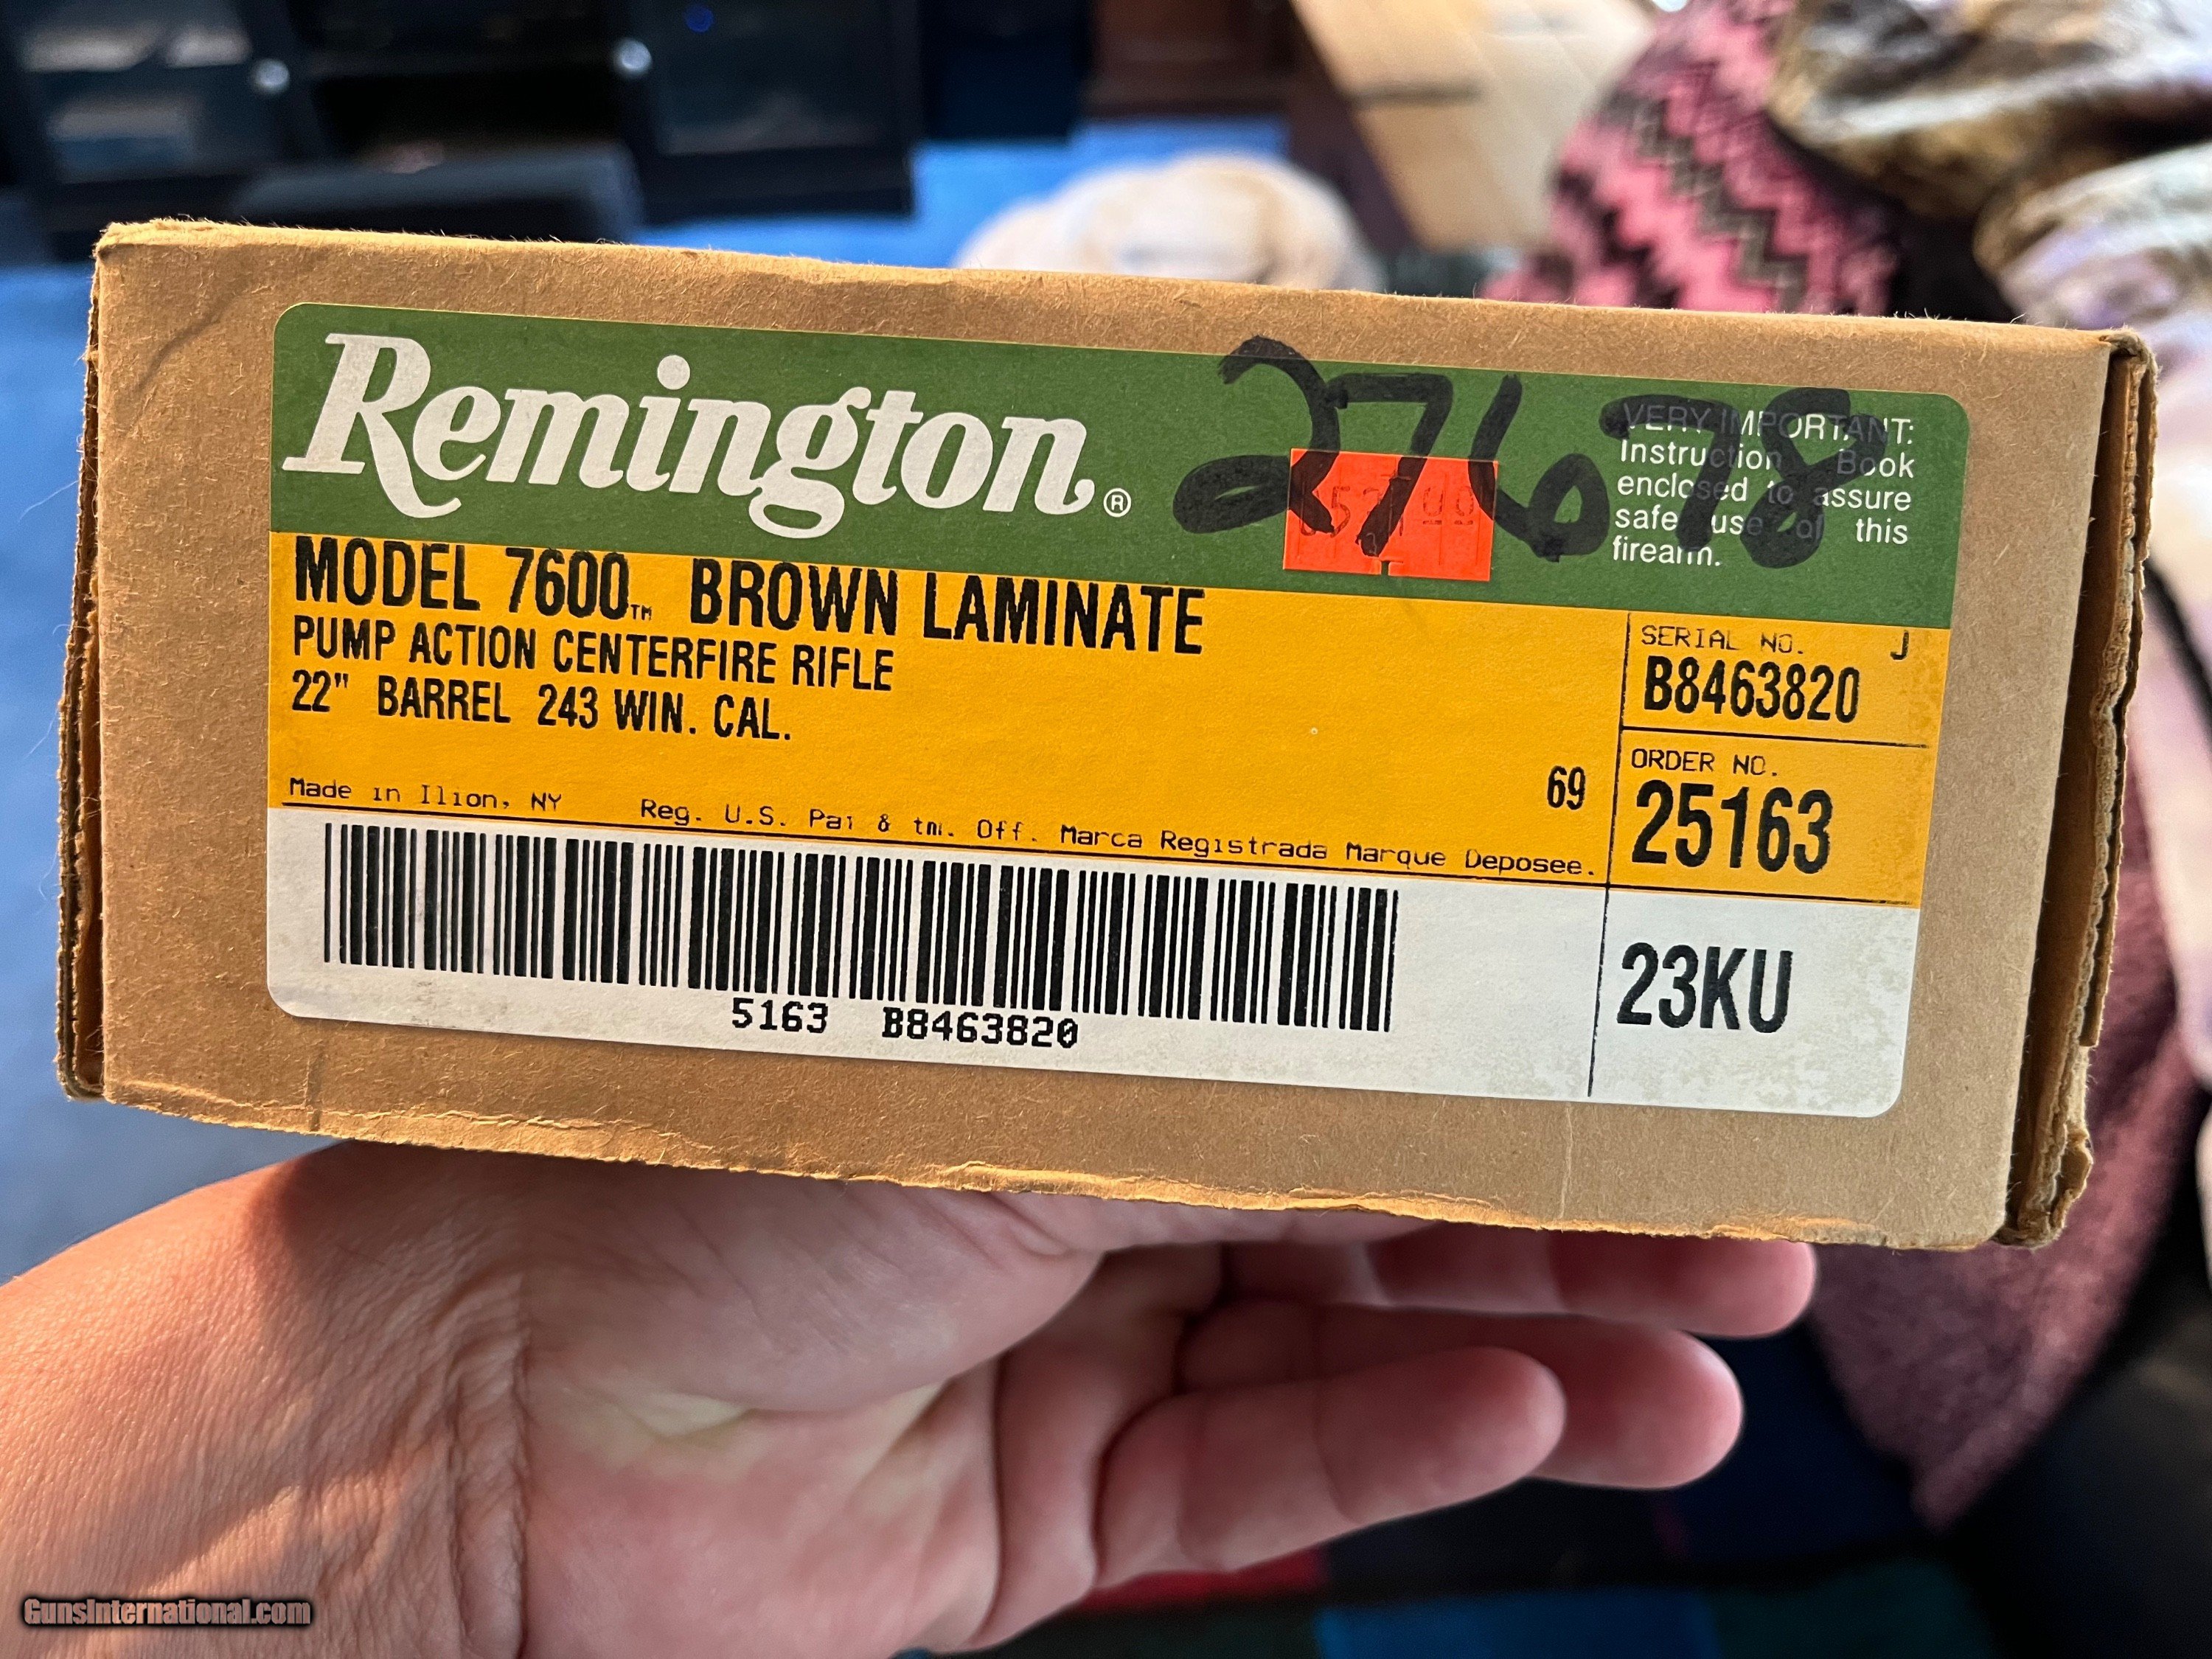 Remington®
27678
VERY IMPORTANT:
Instruction Book
enclosed to assure
safe use of this
firearm.
MODEL 7600™ BROWN LAMINATE
PUMP ACTION CENTERFIRE RIFLE
22" BARREL 243 WIN. CAL.
69
SERIAL NO. J
B8463820
ORDER NO.
25163
Made in Ilion, NY Reg. U.S. Pat & tm. Off. Marca Registrada Marque Deposee.
5163 B8463820
23KU
GunsInternational.com